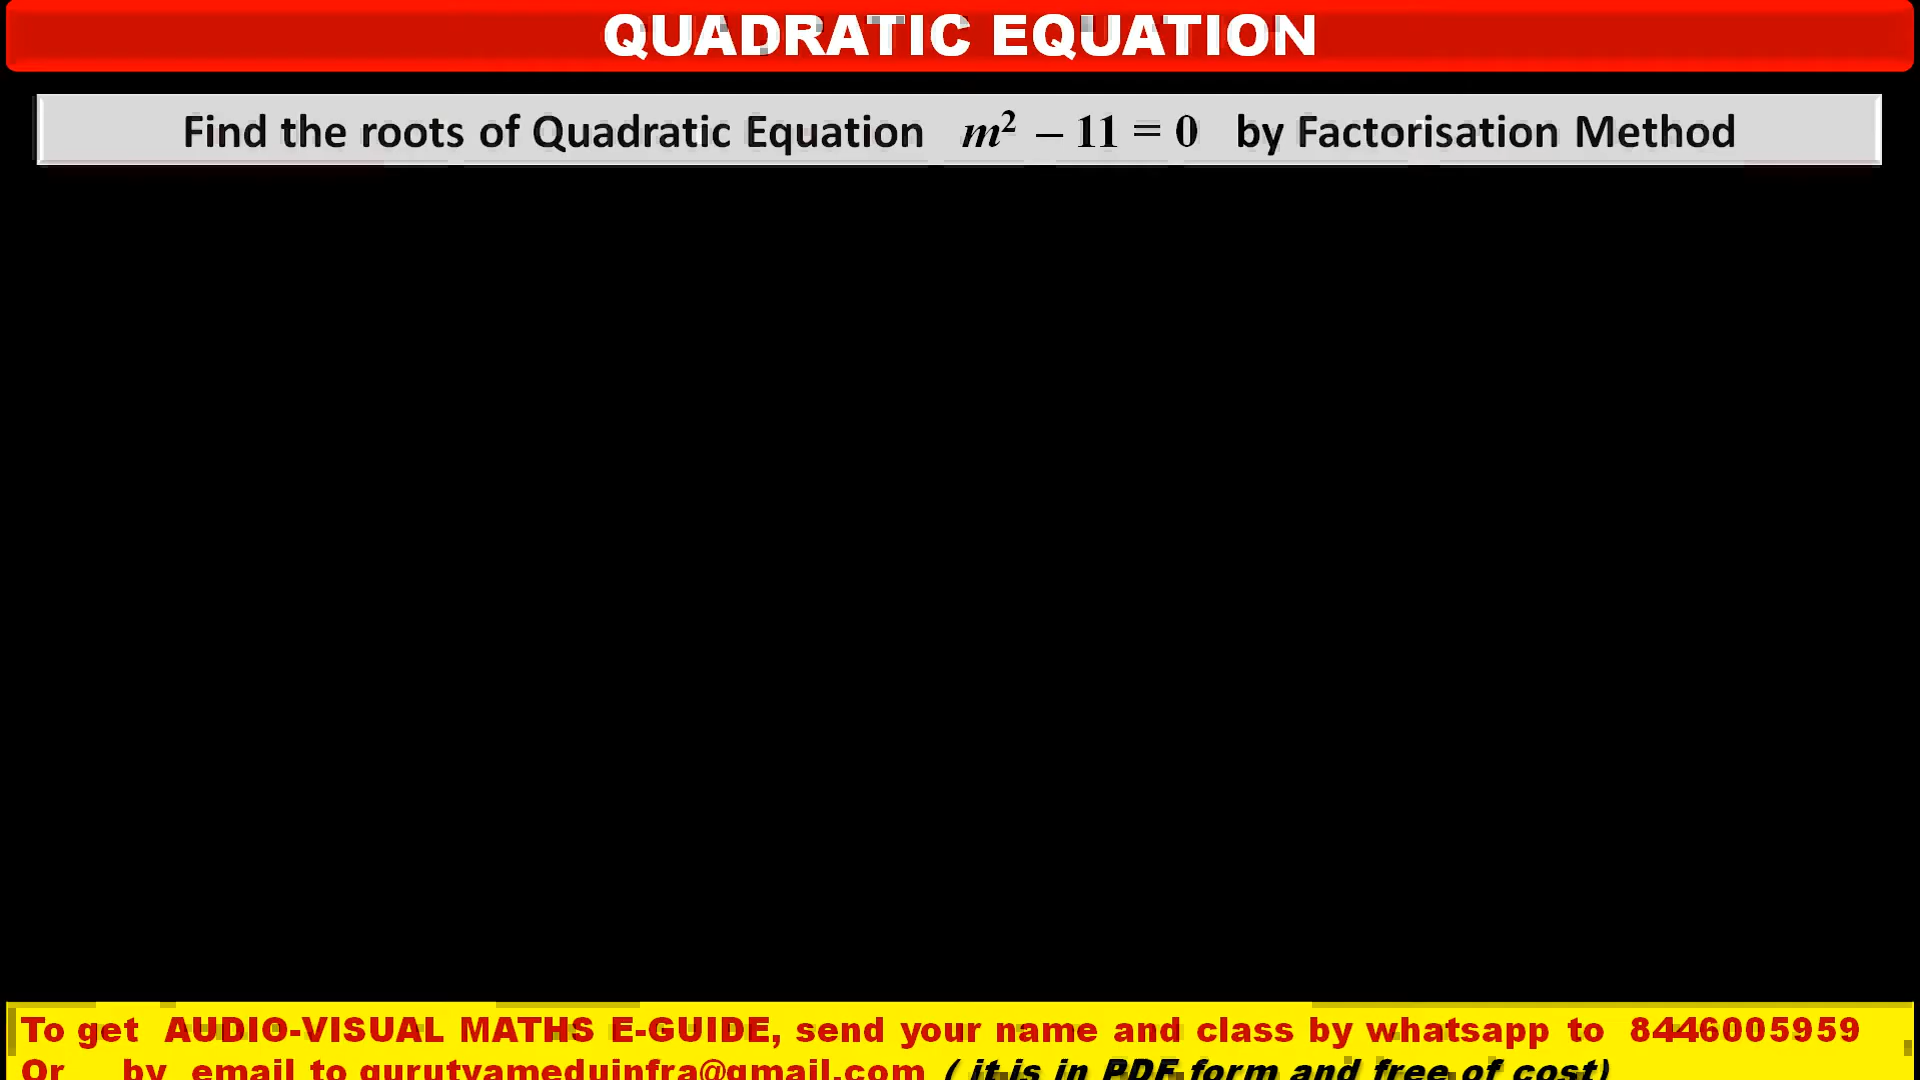 QUADRATIC EQUATION
Find the roots of Quadratic Equation m² – 11 = 0 by Factorisation Method
To get AUDIO-VISUAL MATHS E-GUIDE, send your name and class by whatsapp to 8446005959
Or by email to gurutvameduinfra@gmail.com ( it is in PDF form and free of cost)